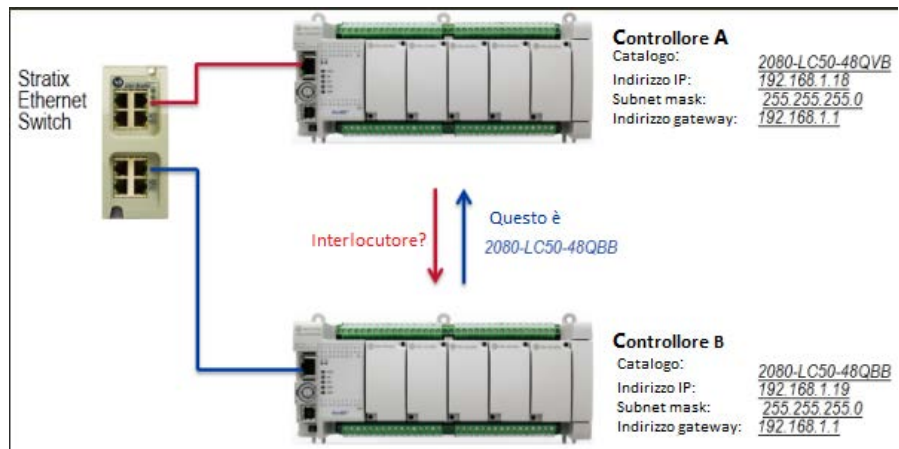 Stratix
Ethernet
Switch
Controllore A
Catalogo: 2080-LC50-48QVB
Indirizzo IP: 192.168.1.18
Subnet mask: 255.255.255.0
Indirizzo gateway: 192.168.1.1
Interlocutore?
Questo è
2080-LC50-48QBB
Controllore B
Catalogo: 2080-LC50-48QBB
Indirizzo IP: 192.168.1.19
Subnet mask: 255.255.255.0
Indirizzo gateway: 192.168.1.1